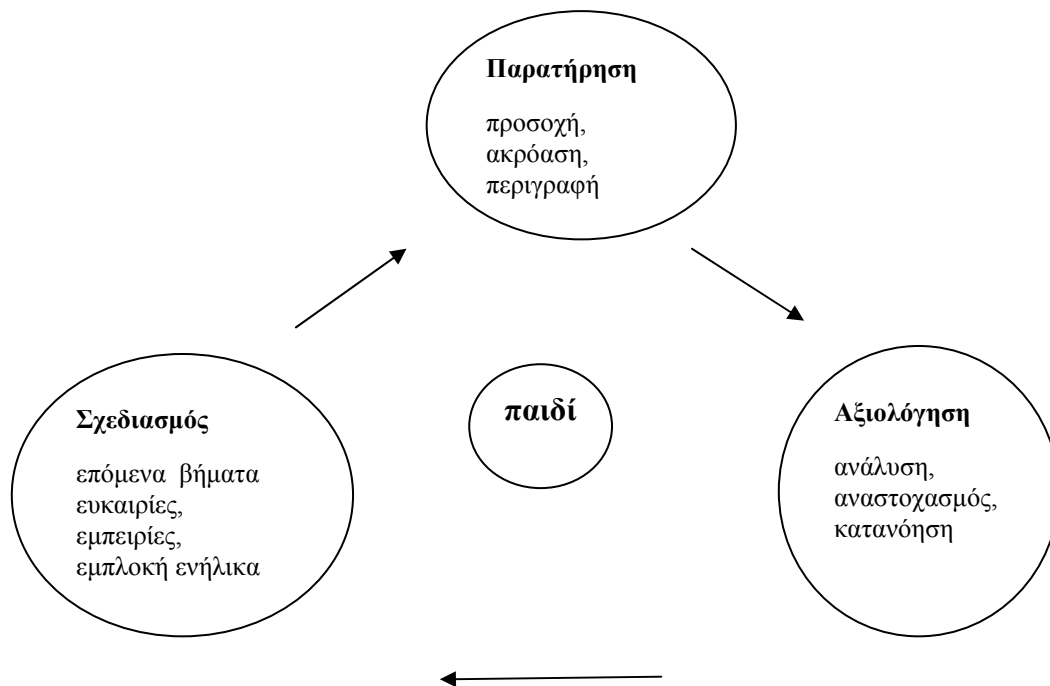 Παρατήρηση
προσοχή,
ακρόαση,
περιγραφή
Σχεδιασμός
επόμενα βήματα
ευκαιρίες,
εμπειρίες,
εμπλοκή ενήλικα
παιδί
Αξιολόγηση
ανάλυση,
αναστοχασμός,
κατανόηση